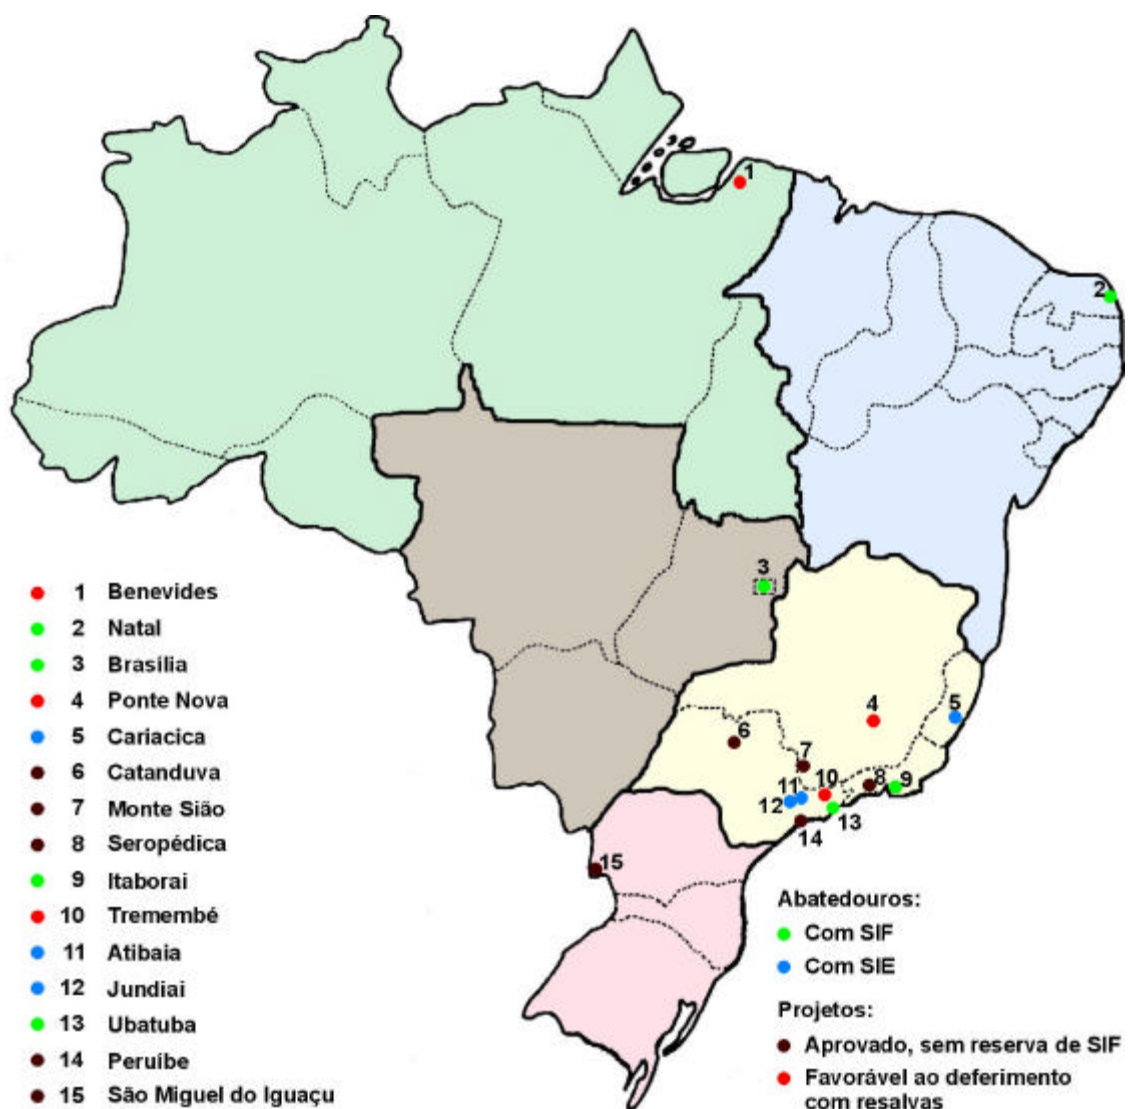 1
2
3
4
5
6
7
8
9
10
11
12
13
14
15
1 Benevides
2 Natal
3 Brasília
4 Ponte Nova
5 Cariacica
6 Catanduva
7 Monte Sião
8 Seropédica
9 Itaborai
10 Tremembé
11 Atibaia
12 Jundiai
13 Ubatuba
14 Peruíbe
15 São Miguel do Iguaçu
Abatedouros:
Com SIF
Com SIE
Projetos:
Aprovado, sem reserva de SIF
Favorável ao deferimento
com resalvas